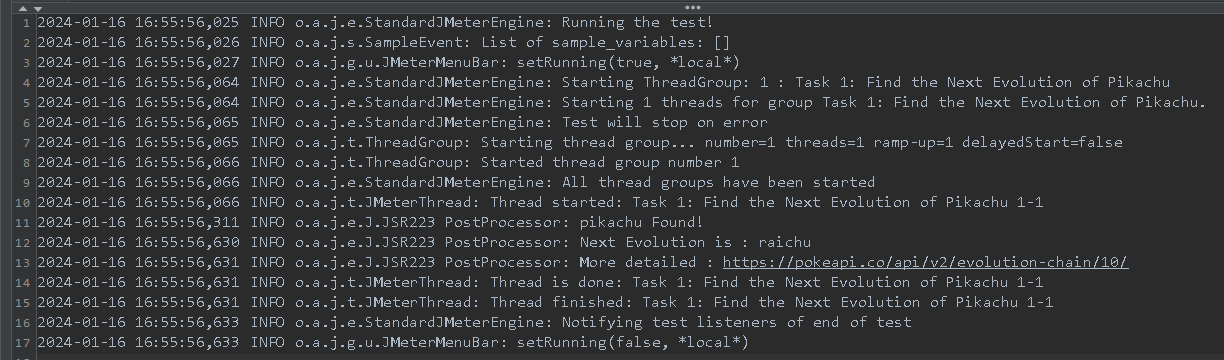 1 2024-01-16 16:55:56,025 INFO o.a.j.e.StandardJMeterEngine: Running the test!
2 2024-01-16 16:55:56,026 INFO o.a.j.s.SampleEvent: List of sample_variables: []
3 2024-01-16 16:55:56,027 INFO o.a.j.g.u.JMeterMenuBar: setRunning(true, *local*)
4 2024-01-16 16:55:56,064 INFO o.a.j.e.StandardJMeterEngine: Starting ThreadGroup: 1 : Task 1: Find the Next Evolution of Pikachu
5 2024-01-16 16:55:56,064 INFO o.a.j.e.StandardJMeterEngine: Starting 1 threads for group Task 1: Find the Next Evolution of Pikachu.
6 2024-01-16 16:55:56,065 INFO o.a.j.e.StandardJMeterEngine: Test will stop on error
7 2024-01-16 16:55:56,065 INFO o.a.j.t.ThreadGroup: Starting thread group... number=1 threads=1 ramp-up=1 delayedStart=false
8 2024-01-16 16:55:56,066 INFO o.a.j.t.ThreadGroup: Started thread group number 1
9 2024-01-16 16:55:56,066 INFO o.a.j.e.StandardJMeterEngine: All thread groups have been started
10 2024-01-16 16:55:56,066 INFO o.a.j.t.JMeterThread: Thread started: Task 1: Find the Next Evolution of Pikachu 1-1
11 2024-01-16 16:55:56,311 INFO o.a.j.e.J.JSR223 PostProcessor: pikachu Found!
12 2024-01-16 16:55:56,630 INFO o.a.j.e.J.JSR223 PostProcessor: Next Evolution is : raichu
13 2024-01-16 16:55:56,631 INFO o.a.j.e.J.JSR223 PostProcessor: More detailed : https://pokeapi.co/api/v2/evolution-chain/10/
14 2024-01-16 16:55:56,631 INFO o.a.j.t.JMeterThread: Thread is done: Task 1: Find the Next Evolution of Pikachu 1-1
15 2024-01-16 16:55:56,631 INFO o.a.j.t.JMeterThread: Thread finished: Task 1: Find the Next Evolution of Pikachu 1-1
16 2024-01-16 16:55:56,633 INFO o.a.j.e.StandardJMeterEngine: Notifying test listeners of end of test
17 2024-01-16 16:55:56,633 INFO o.a.j.g.u.JMeterMenuBar: setRunning(false, *local*)